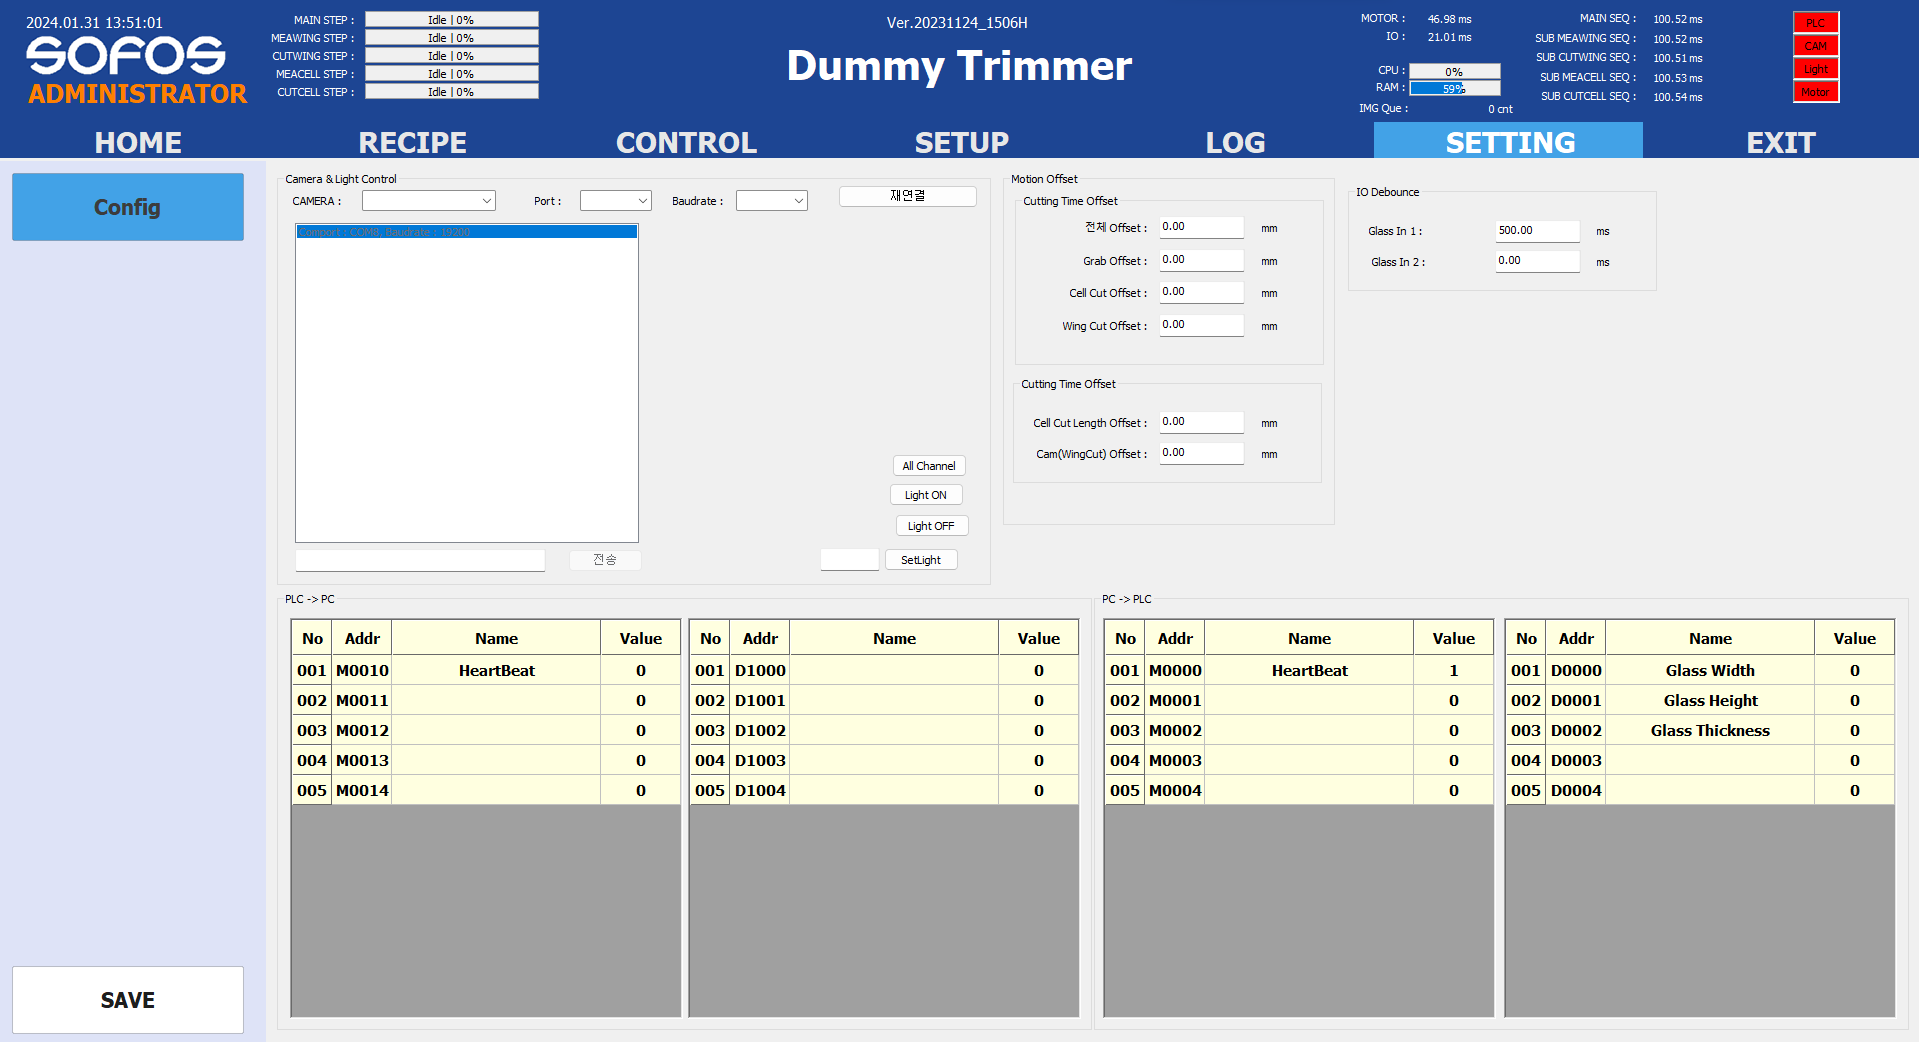 2024.01.31 13:51:01
SOFOS
ADMINISTRATOR
MAIN STEP : Idle | 0%
MEAWING STEP : Idle | 0%
CUTWING STEP : Idle | 0%
MEACELL STEP : Idle | 0%
CUTCELL STEP : Idle | 0%
Ver.20231124_1506H
Dummy Trimmer
MOTOR : 46.98 ms
IO : 21.01 ms
CPU : 0%
RAM : 59%
IMG Que : 0 cnt
MAIN SEQ : 100.52 ms
SUB MEAWING SEQ : 100.52 ms
SUB CUTWING SEQ : 100.51 ms
SUB MEACELL SEQ : 100.53 ms
SUB CUTCELL SEQ : 100.54 ms
PLC
CAM
Light
Motor
HOME RECIPE CONTROL SETUP LOG SETTING EXIT
Config
SAVE
Camera & Light Control
CAMERA : Port : Baudrate : 재연결
Comport : COM8, Baudrate : 19200
All Channel
Light ON
Light OFF
전송 SetLight
Motion Offset
Cutting Time Offset
전체 Offset : 0.00 mm
Grab Offset : 0.00 mm
Cell Cut Offset : 0.00 mm
Wing Cut Offset : 0.00 mm
Cutting Time Offset
Cell Cut Length Offset : 0.00 mm
Cam(WingCut) Offset : 0.00 mm
IO Debounce
Glass In 1 : 500.00 ms
Glass In 2 : 0.00 ms
PLC -> PC
No Addr Name Value
001 M0010 HeartBeat 0
002 M0011 0
003 M0012 0
004 M0013 0
005 M0014 0
No Addr Name Value
001 D1000 0
002 D1001 0
003 D1002 0
004 D1003 0
005 D1004 0
PC -> PLC
No Addr Name Value
001 M0000 HeartBeat 1
002 M0001 0
003 M0002 0
004 M0003 0
005 M0004 0
No Addr Name Value
001 D0000 Glass Width 0
002 D0001 Glass Height 0
003 D0002 Glass Thickness 0
004 D0003 0
005 D0004 0